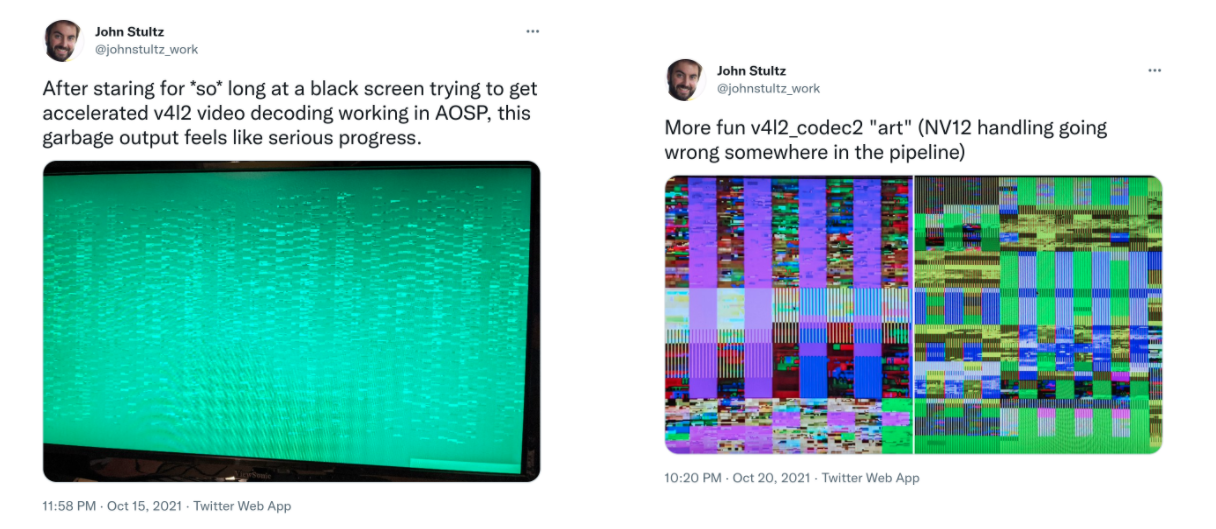 John Stultz
@johnstultz_work
After staring for *so* long at a black screen trying to get
accelerated v4l2 video decoding working in AOSP, this
garbage output feels like serious progress.
11:58 PM · Oct 15, 2021 · Twitter Web App
John Stultz
@johnstultz_work
More fun v4l2_codec2 "art" (NV12 handling going
wrong somewhere in the pipeline)
10:20 PM · Oct 20, 2021 · Twitter Web App